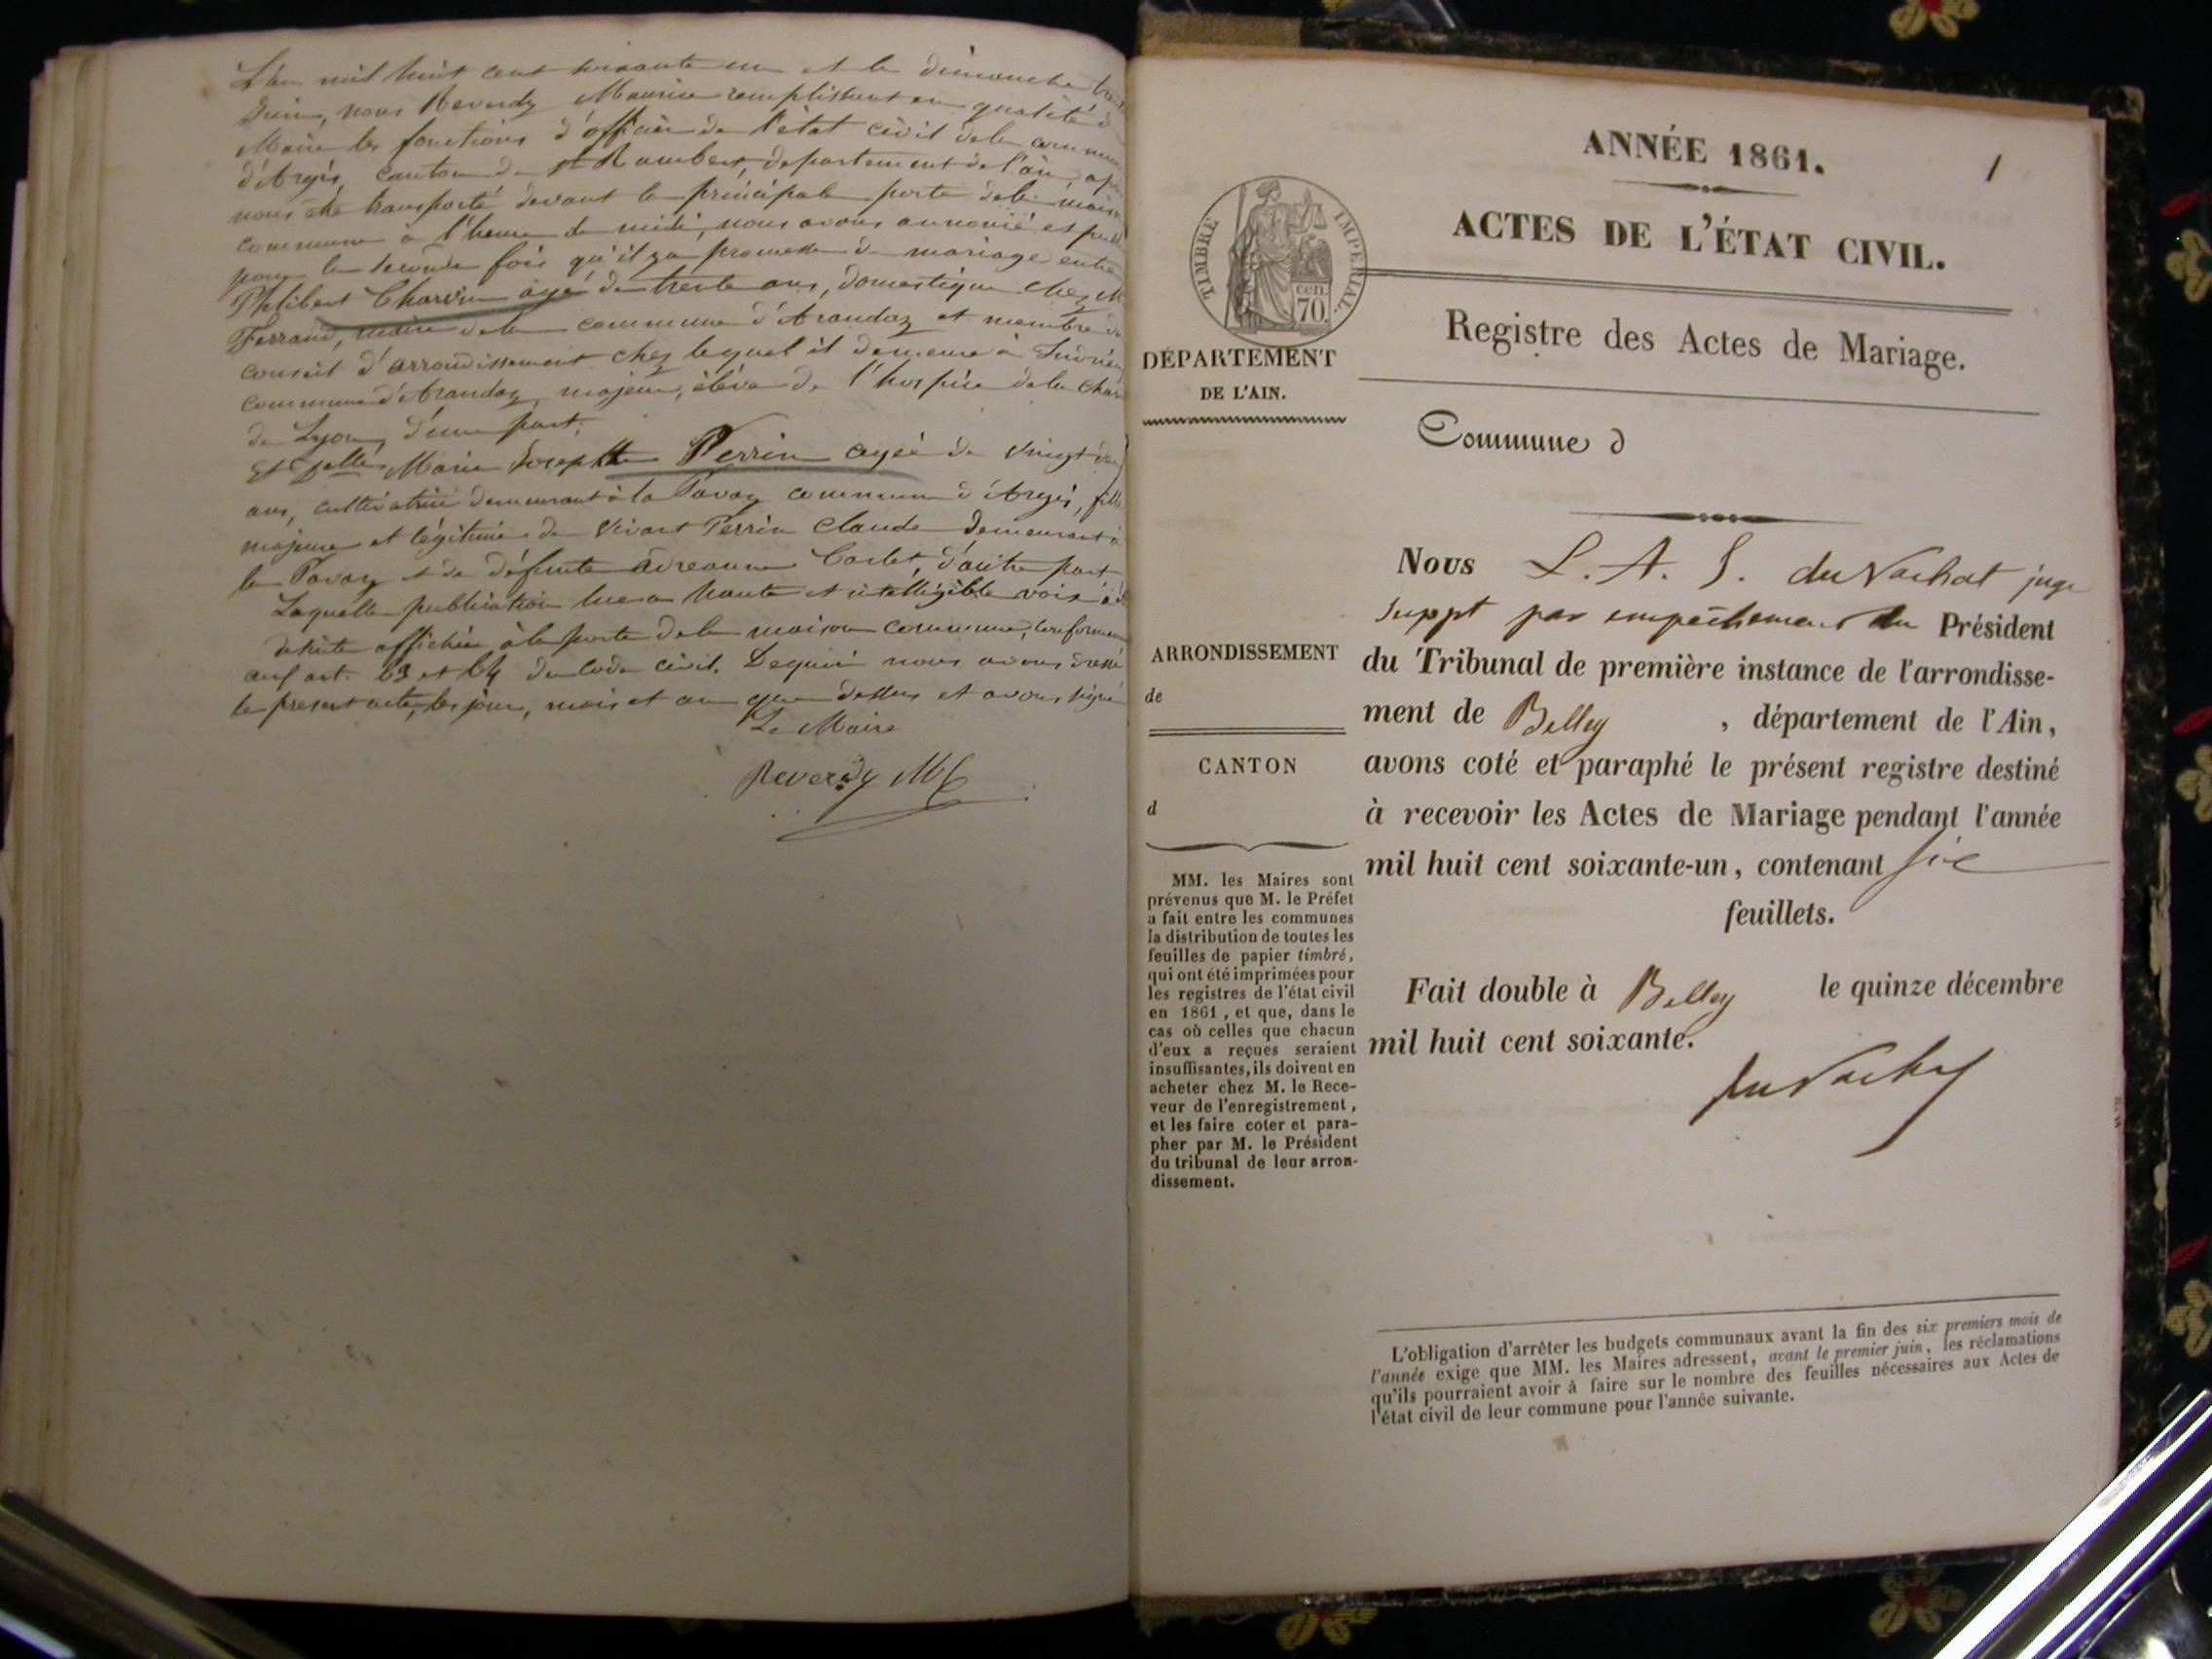 L'an mil huit cent soixante un et le dimanche
Juin, nous Reverdy Maurice remplissant en qualité d
Maire les fonctions d'officier de l'état civil de la commun
d'Argis, canton de st Rambert, département de l'ain, apr
nous être transporté devant la principale porte de la maison
commune à l'heure de midi, nous avons annoncé et publi
pour la seconde fois qu'il y a promesse de mariage entre
Philibert Charvin âgé de trente ans, domestique chez M
Ferrand, maire de la commune d'Arandaz et membre du
conseil d'arrondissement chez lequel il demeure à Indrieu
commune d'Arandaz, majeur, élève de l'hospice de la Char
de Lyon, d'une part;
Et Marie Josephte Perrin agée de vingt
ans, cultivatrice demeurant à la Pavaz commune d'Argis, fille
majeure et légitime de vivant Perrin Claude demeurant à
la Pavaz et de défunte Carlet, d'autre part
Laquelle publication lue a haute et intelligible voix a
de suite affichée à la porte de la maison commune, conformem
aux art. 63 et 64 du Code civil. De quoi nous avons dressé
le present acte, les jour, mois et an que dessus et avons signé
Le Maire
Reverdy
ANNÉE 1861.
1
ACTES DE L'ÉTAT CIVIL.
TIMBRE IMPÉRIAL.
cen.
70.
Registre des Actes de Mariage.
DÉPARTEMENT
DE L'AIN.
Commune d
Nous L. A. S. du Vachat juge
suppt par empêchement du Président
du Tribunal de première instance de l'arrondisse-
ment de Belley , département de l'Ain,
avons coté et paraphé le présent registre destiné
à recevoir les Actes de Mariage pendant l'année
mil huit cent soixante-un, contenant six
feuillets.
Fait double à Belley le quinze décembre
mil huit cent soixante.
du Vachat
ARRONDISSEMENT
de
CANTON
d
MM. les Maires sont
prévenus que M. le Préfet
a fait entre les communes
la distribution de toutes les
feuilles de papier timbré,
qui ont été imprimées pour
les registres de l'état civil
en 1861, et que, dans le
cas où celles que chacun
d'eux a reçues seraient
insuffisantes, ils doivent en
acheter chez M. le Rece-
veur de l'enregistrement,
et les faire coter et para-
pher par M. le Président
du tribunal de leur arron-
dissement.
L'obligation d'arrêter les budgets communaux avant la fin des six premiers mois de
l'année exige que MM. les Maires adressent, avant le premier juin, les réclamations
qu'ils pourraient avoir à faire sur le nombre des feuilles nécessaires aux Actes de
l'état civil de leur commune pour l'année suivante.